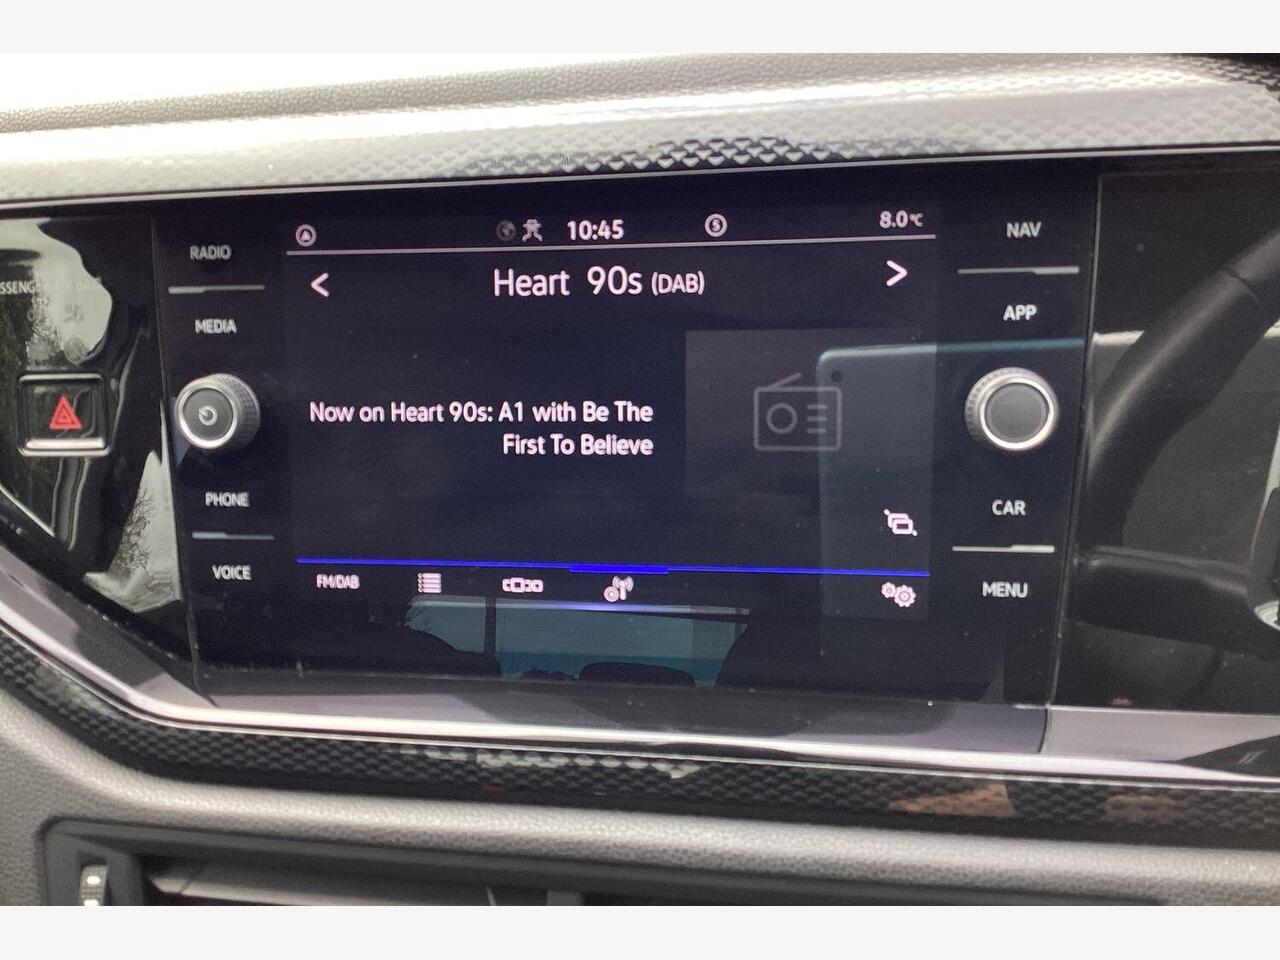 RADIO
MEDIA
PHONE
VOICE
10:45
S
8.0°C
Heart 90s (DAB)
Now on Heart 90s: A1 with Be The
First To Believe
FM/DAB
NAV
APP
CAR
MENU